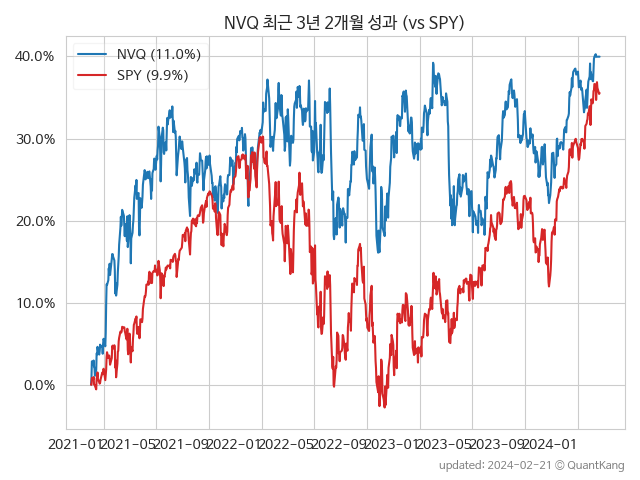 NVQ 최근 3년 2개월 성과 (vs SPY)
NVQ (11.0%)
SPY (9.9%)
40.0%
30.0%
20.0%
10.0%
0.0%
2021-01 2021-05 2021-09 2022-01 2022-05 2022-09 2023-01 2023-05 2023-09 2024-01
updated: 2024-02-21 © QuantKang